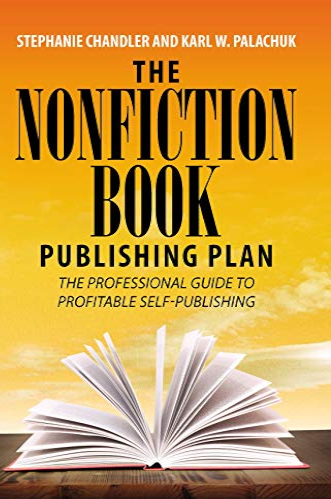 STEPHANIE CHANDLER AND KARL W. PALACHUK
THE
NONFICTION
BOOK
PUBLISHING PLAN
THE PROFESSIONAL GUIDE TO
PROFITABLE SELF-PUBLISHING